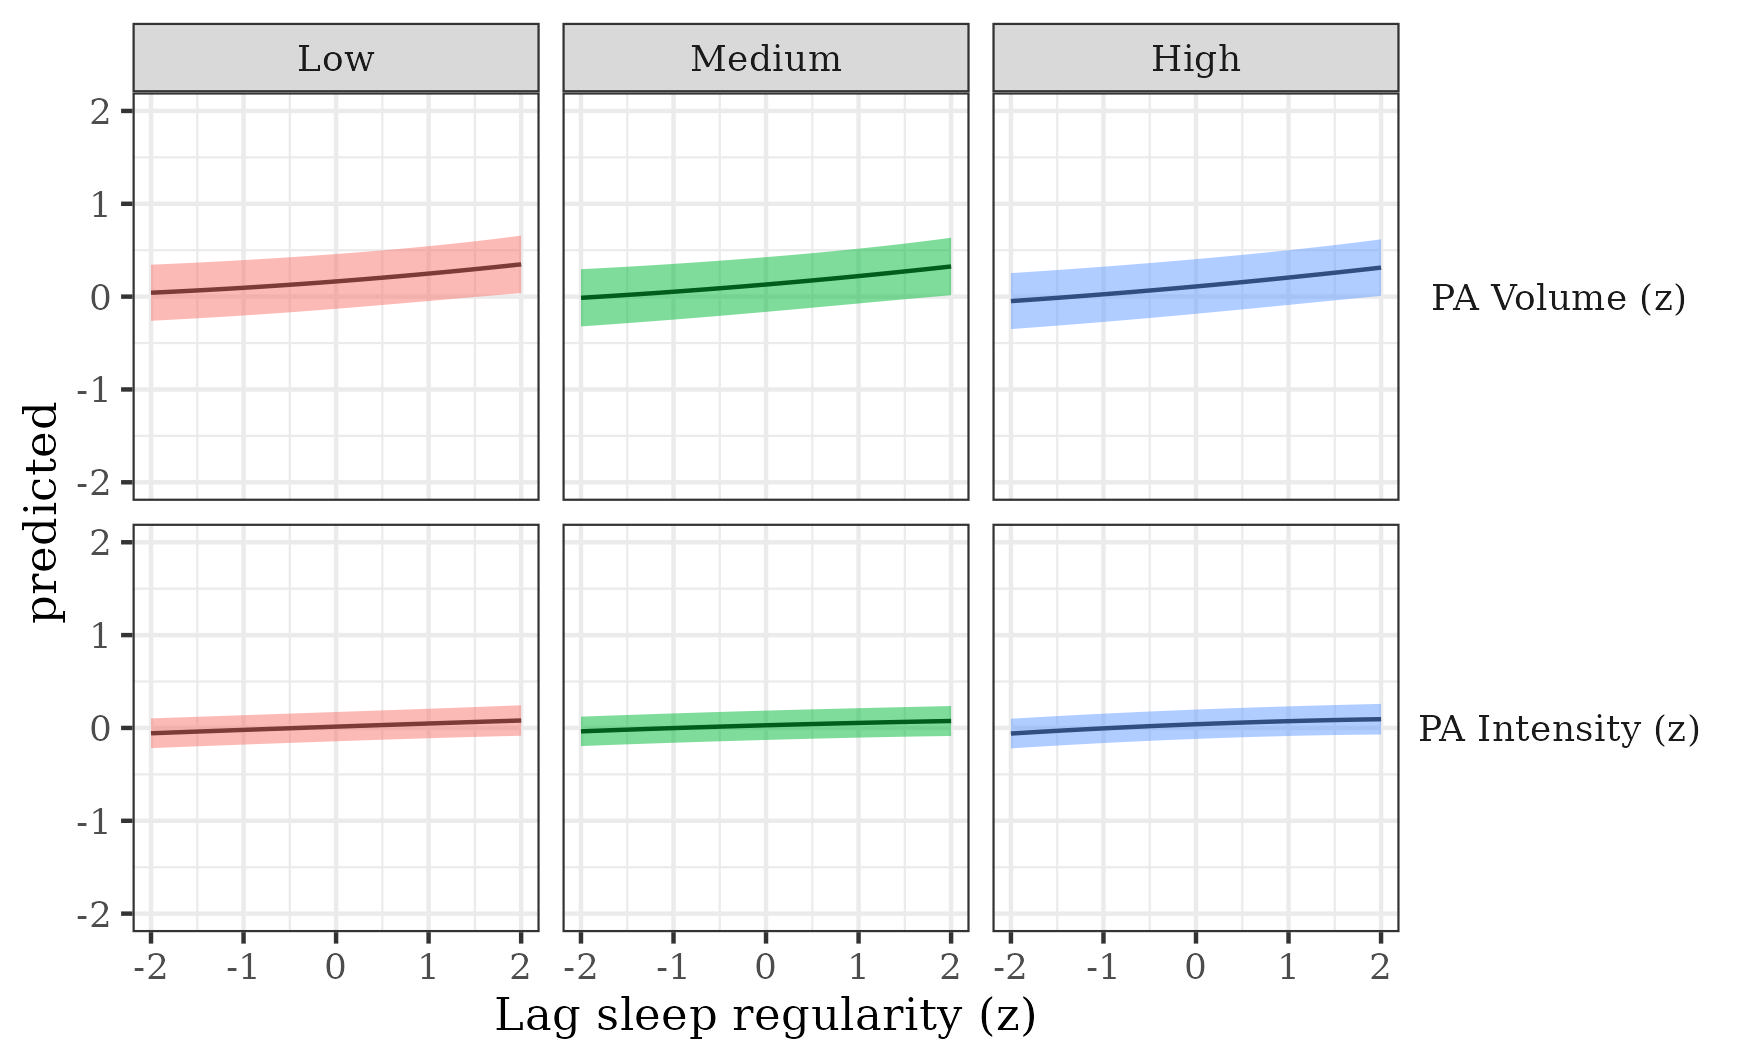 Low Medium High
2
1
0
-1
-2
PA Volume (z)
predicted
2
1
0
-1
-2
PA Intensity (z)
-2 -1 0 1 2 -2 -1 0 1 2 -2 -1 0 1 2
Lag sleep regularity (z)